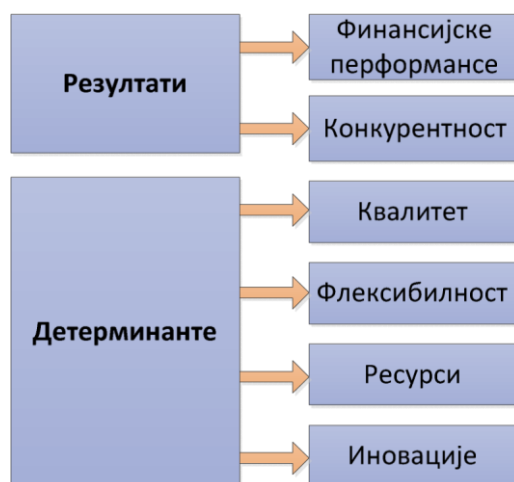 Резултати
Финансијске
перформансе
Конкурентност
Детерминанте
Квалитет
Флексибилност
Ресурси
Иновације